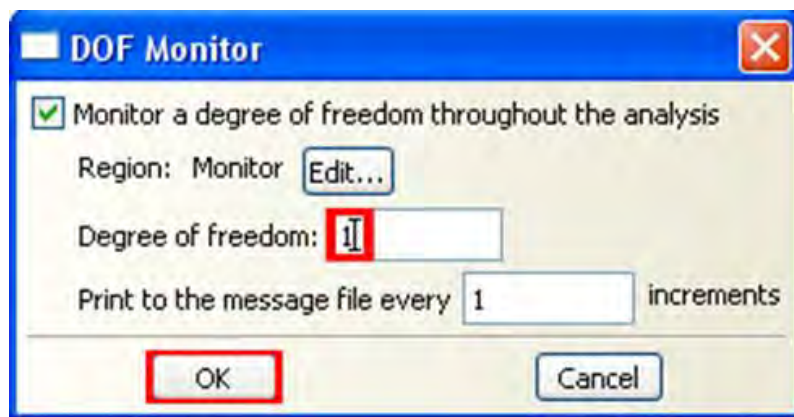 DOF Monitor
Monitor a degree of freedom throughout the analysis
Region: Monitor Edit...
Degree of freedom: 1
Print to the message file every 1 increments
OK Cancel